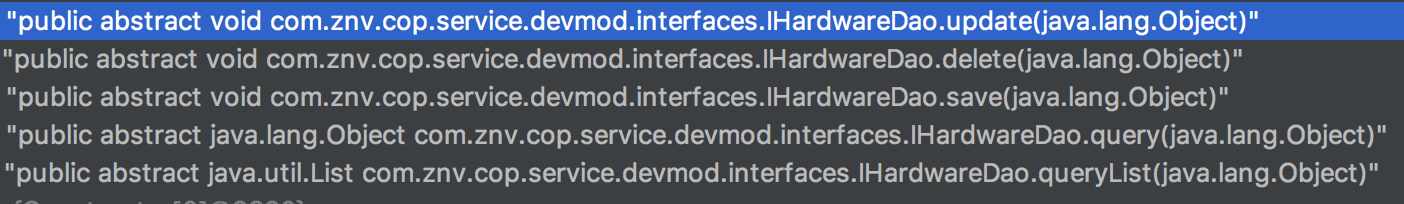 "public abstract void com.znv.cop.service.devmod.interfaces.IHardwareDao.update(java.lang.Object)"
"public abstract void com.znv.cop.service.devmod.interfaces.IHardwareDao.delete(java.lang.Object)"
"public abstract void com.znv.cop.service.devmod.interfaces.IHardwareDao.save(java.lang.Object)"
"public abstract java.lang.Object com.znv.cop.service.devmod.interfaces.IHardwareDao.query(java.lang.Object)"
"public abstract java.util.List com.znv.cop.service.devmod.interfaces.IHardwareDao.queryList(java.lang.Object)"